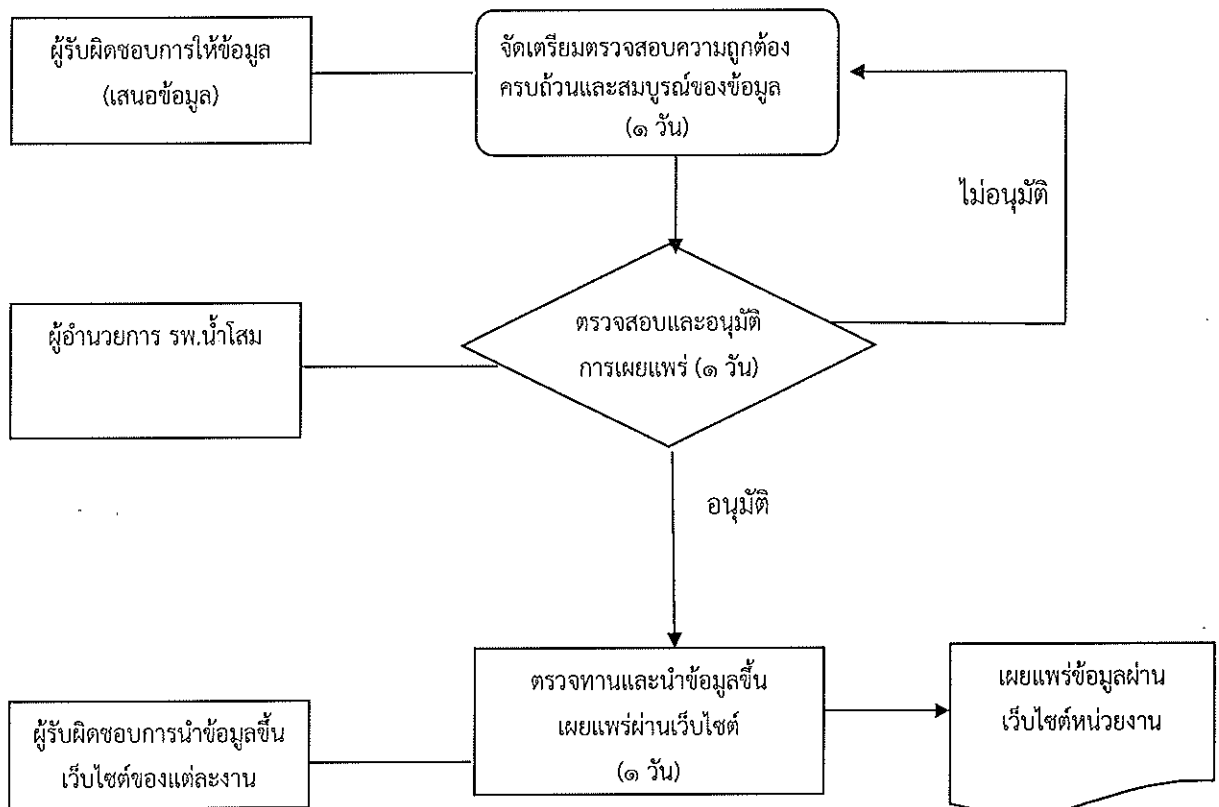 ผู้รับผิดชอบการให้ข้อมูล
(เสนอข้อมูล)
จัดเตรียมตรวจสอบความถูกต้อง
ครบถ้วนและสมบูรณ์ของข้อมูล
(๑ วัน)
ไม่อนุมัติ
ผู้อำนวยการ รพ.น้ำโสม
ตรวจสอบและอนุมัติ
การเผยแพร่ (๑ วัน)
อนุมัติ
ผู้รับผิดชอบการนำข้อมูลขึ้น
เว็บไซต์ของแต่ละงาน
ตรวจทานและนำข้อมูลขึ้น
เผยแพร่ผ่านเว็บไซต์
(๑ วัน)
เผยแพร่ข้อมูลผ่าน
เว็บไซต์หน่วยงาน